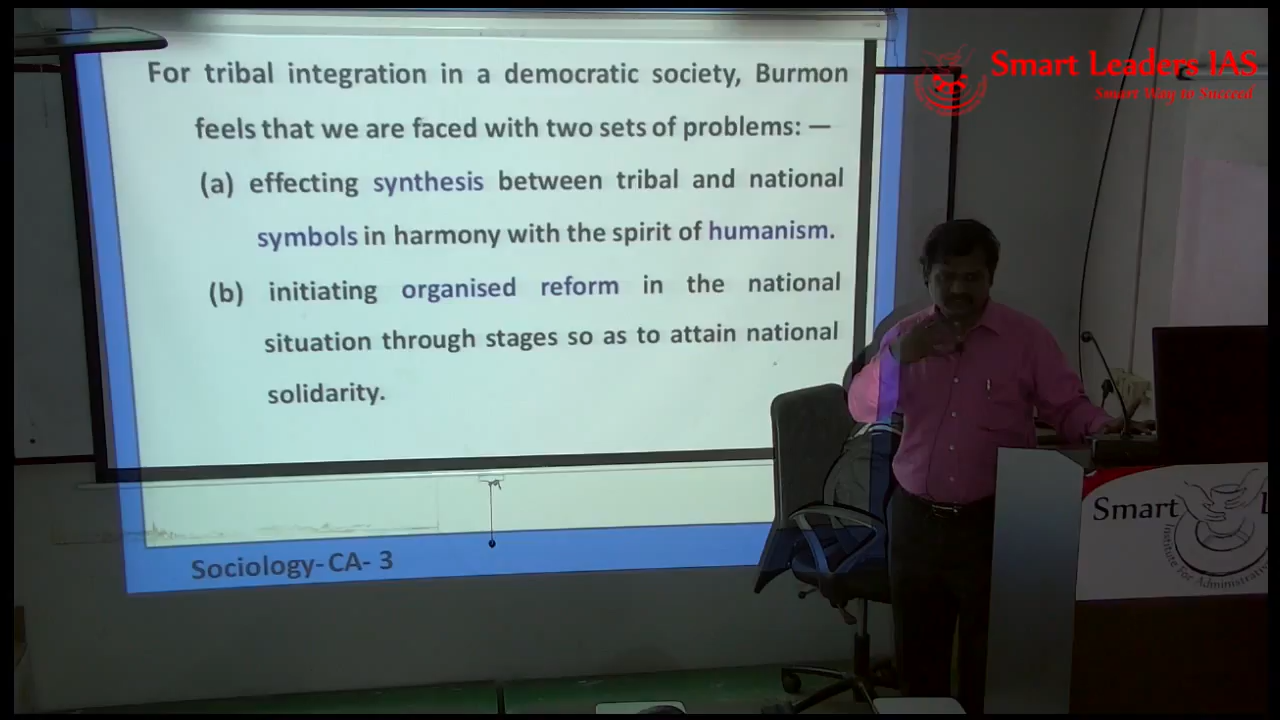 For tribal integration in a democratic society, Burmon
feels that we are faced with two sets of problems: —
(a) effecting synthesis between tribal and national
symbols in harmony with the spirit of humanism.
(b) initiating organised reform in the national
situation through stages so as to attain national
solidarity.
Sociology-CA- 3
Smart Leaders IAS
Smart Way to Succeed
Smart L
Institute For Administrativ